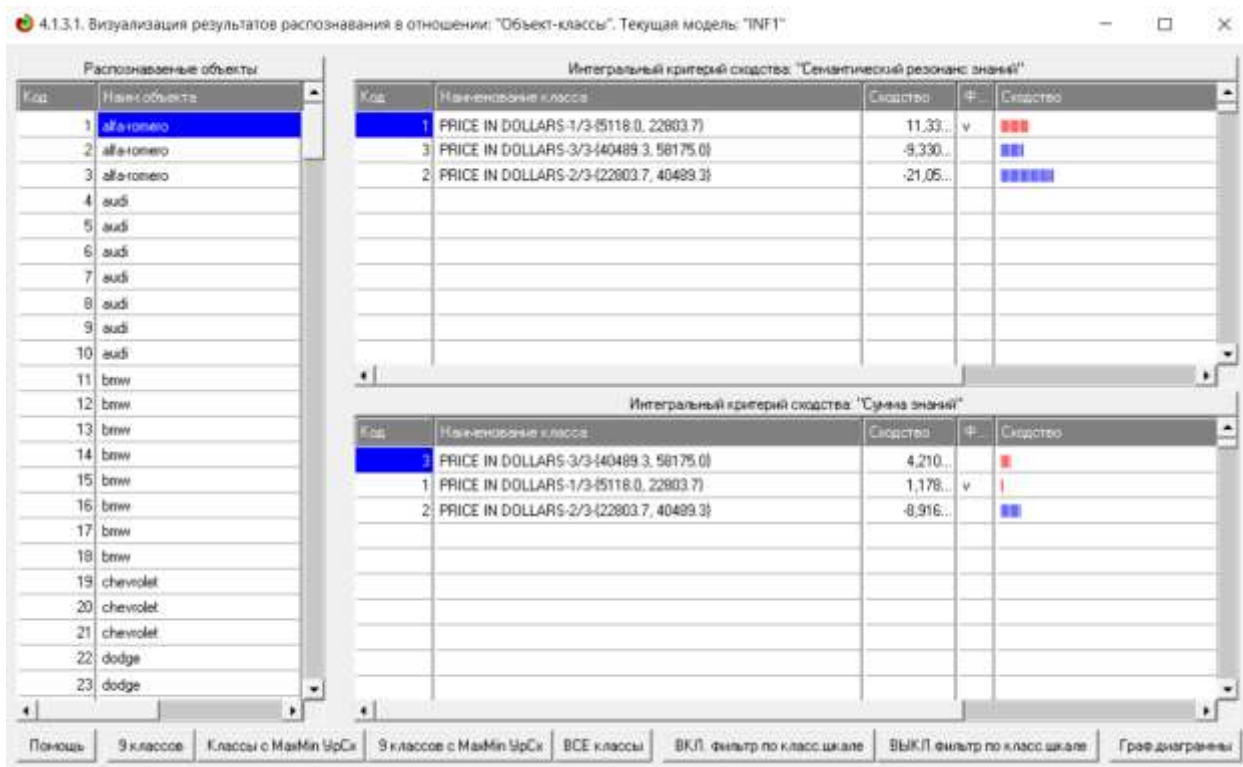 4.1.3.1. Визуализация результатов распознавания в отношении: "Объект-классы". Текущая модель: "INF1"
Распознаваемые объекты
Код Наим.объекта
1 alfa-romero
2 alfa-romero
3 alfa-romero
4 audi
5 audi
6 audi
7 audi
8 audi
9 audi
10 audi
11 bmw
12 bmw
13 bmw
14 bmw
15 bmw
16 bmw
17 bmw
18 bmw
19 chevrolet
20 chevrolet
21 chevrolet
22 dodge
23 dodge
Интегральный критерий сходства: "Семантический резонанс знаний"
Код Наименование класса Сходство Ф... Сходство
1 PRICE IN DOLLARS-1/3-{5118.0, 22803.7} 11,33... v
3 PRICE IN DOLLARS-3/3-{40489.3, 58175.0} -9,330...
2 PRICE IN DOLLARS-2/3-{22803.7, 40489.3} -21,05...
Интегральный критерий сходства: "Сумма знаний"
Код Наименование класса Сходство Ф... Сходство
3 PRICE IN DOLLARS-3/3-{40489.3, 58175.0} 4,210...
1 PRICE IN DOLLARS-1/3-{5118.0, 22803.7} 1,178... v
2 PRICE IN DOLLARS-2/3-{22803.7, 40489.3} -8,916...
Помощь 9 классов Классы с MaxMin УрСх 9 классов с MaxMin УрСх ВСЕ классы ВКЛ. фильтр по класс.шкале ВЫКЛ.фильтр по класс.шкале Граф.диаграммы